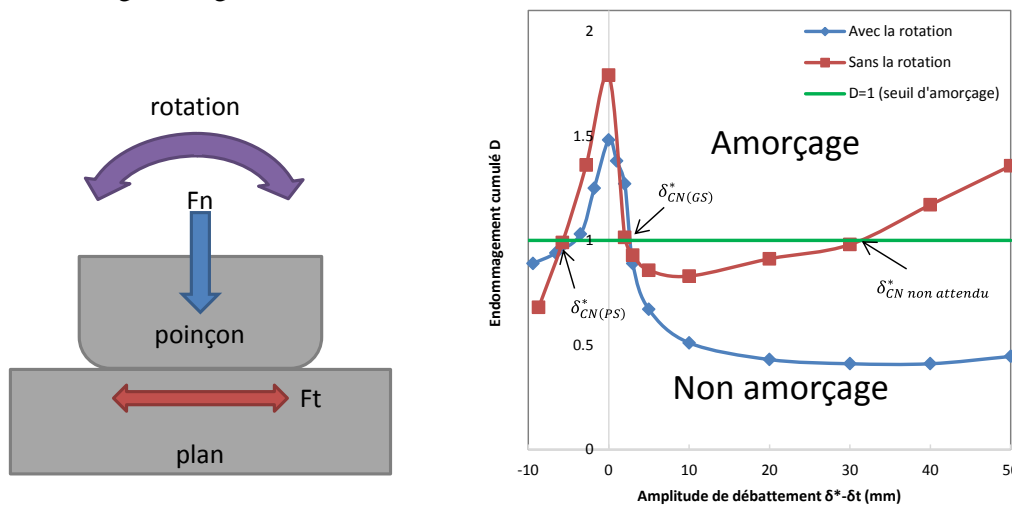 rotation
Fn
poinçon
Ft
plan
Endommagement cumulé D
2
1.5
1
0.5
0
Avec la rotation
Sans la rotation
D=1 (seuil d'amorçage)
Amorçage
δ*CN(GS)
δ*CN(PS)
δ*CN non attendu
Non amorçage
-10 0 10 20 30 40 50
Amplitude de débattement δ*-δt (mm)